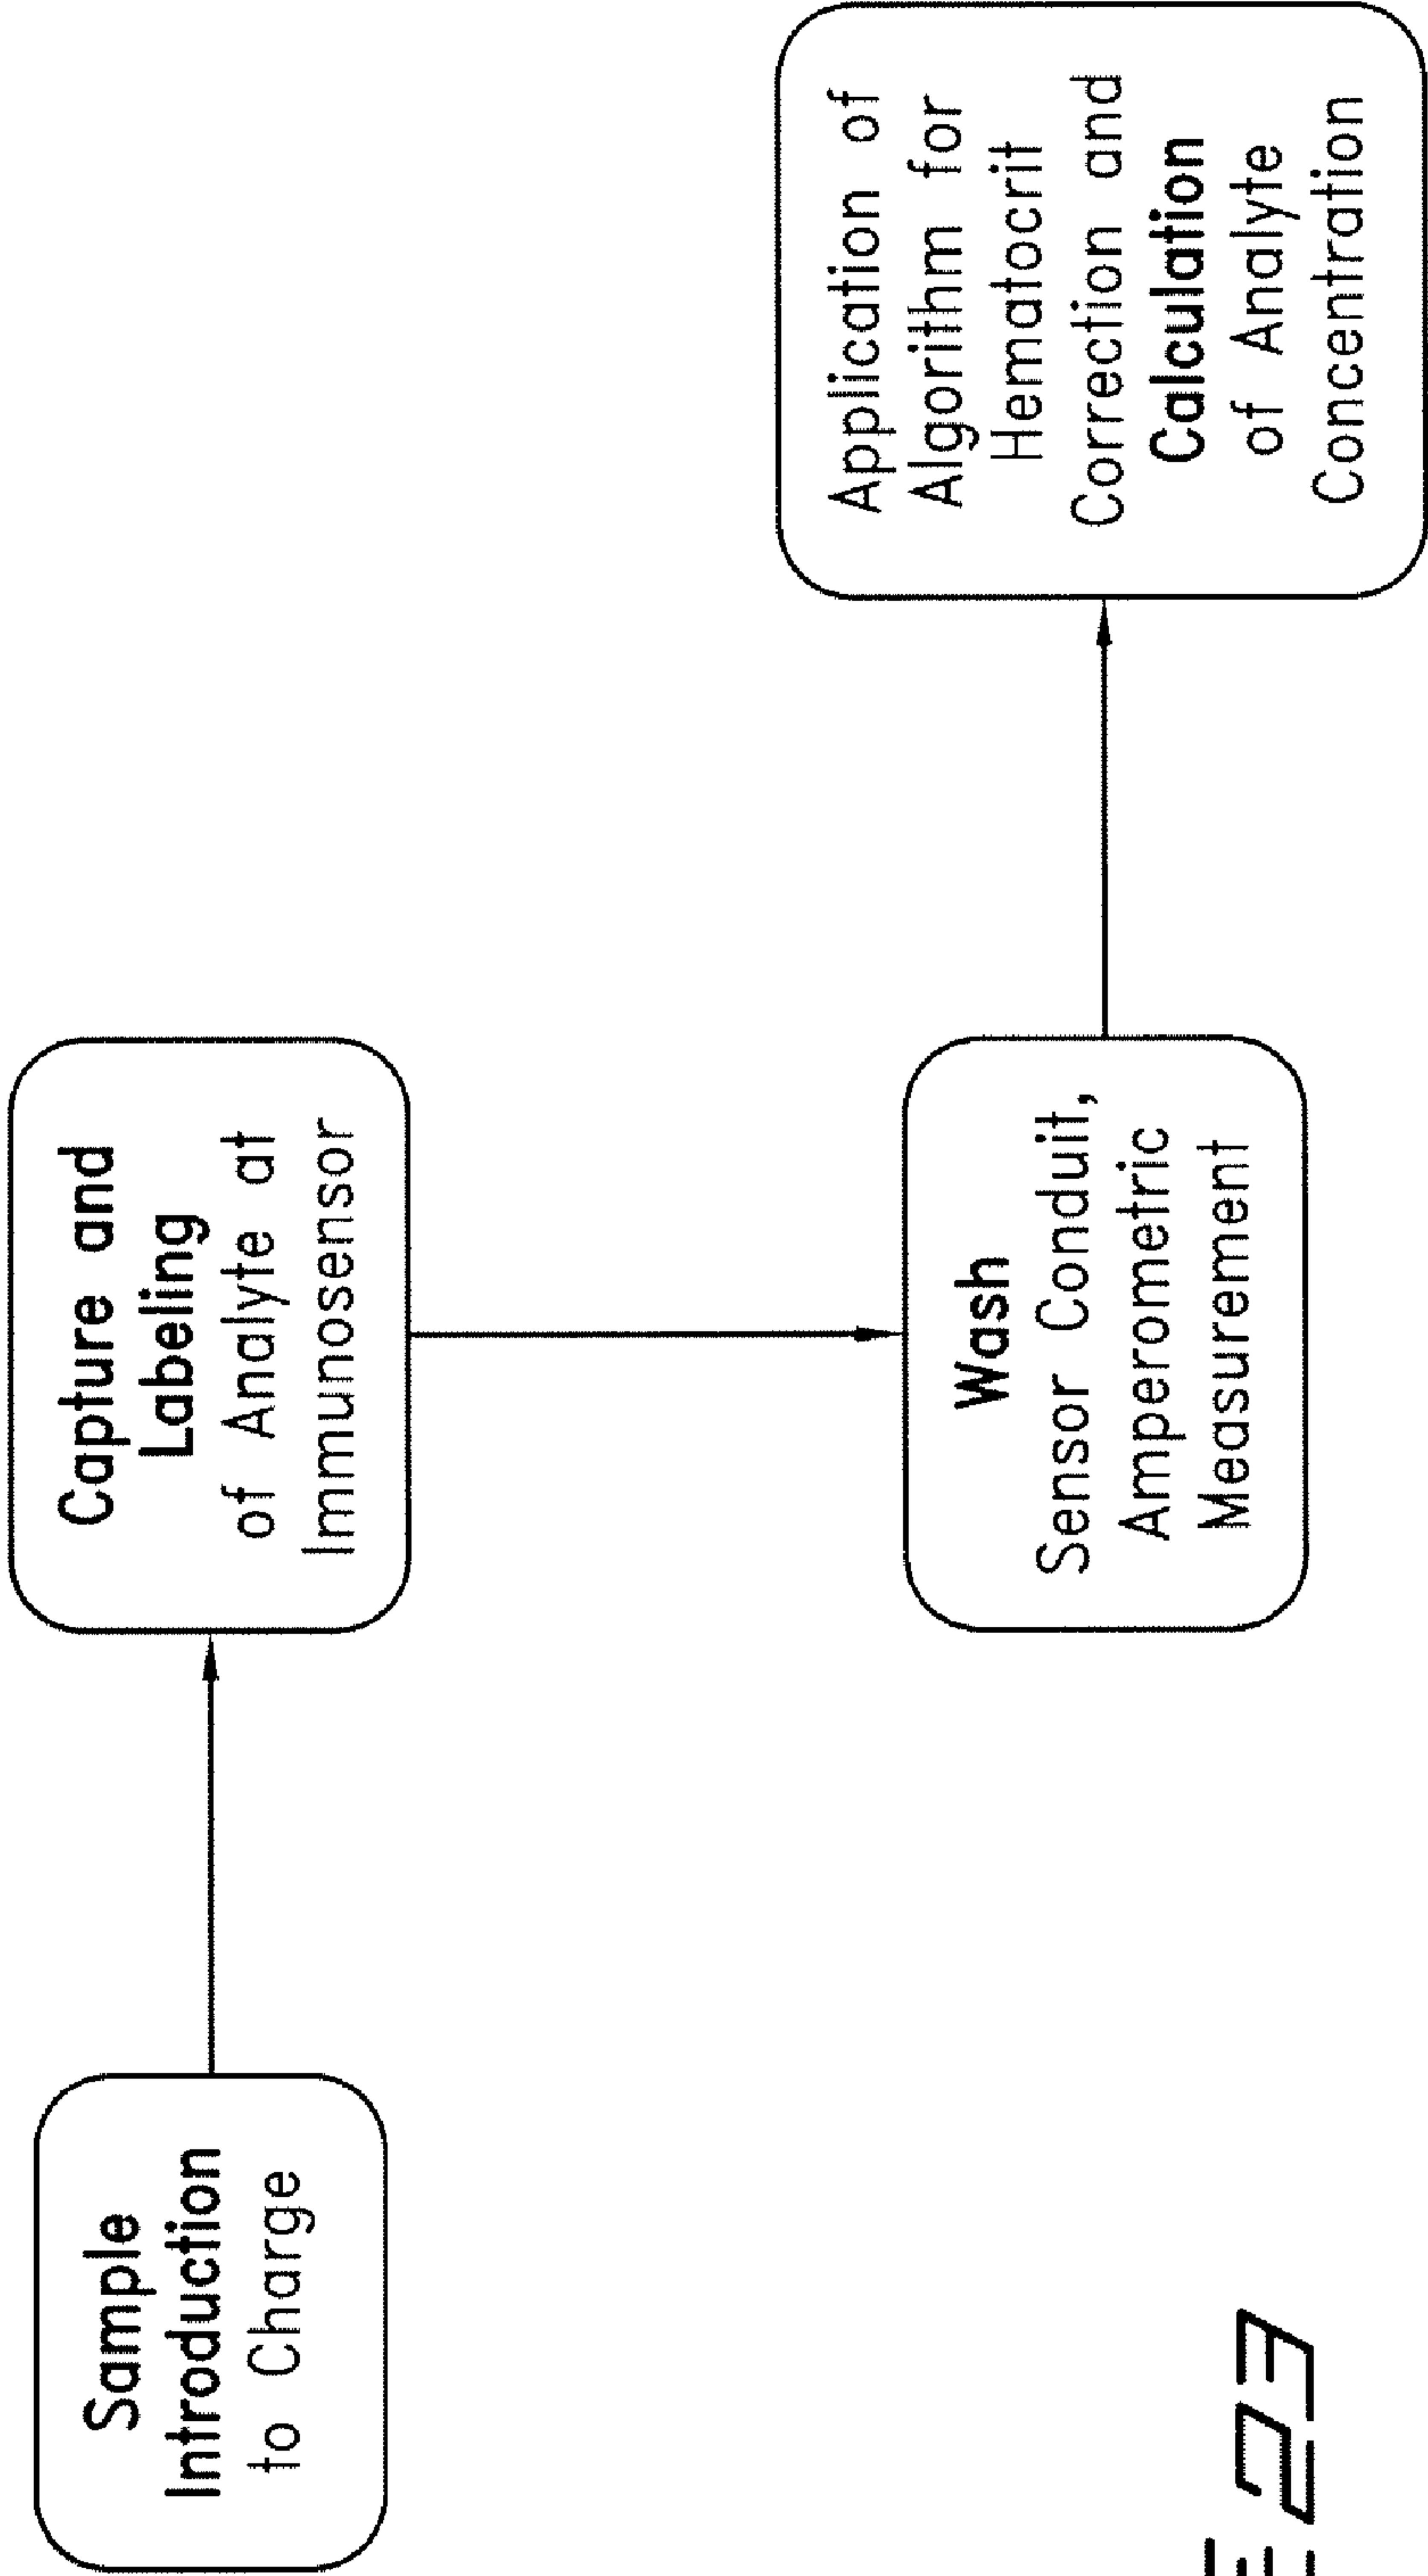 Sample
Introduction
to Charge
Capture and
Labeling
of Analyte at
Immunosensor
Wash
Sensor Conduit,
Amperometric
Measurement
Application of
Algorithm for
Hematocrit
Correction and
Calculation
of Analyte
Concentration
23